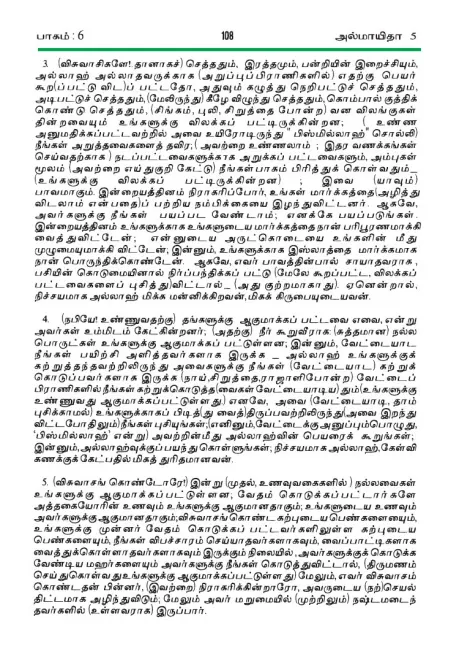 பாகம் : 6 108 அல்மாயிதா 5
3. (விசுவாசிகளே! தானாகச்) செத்ததும், இரத்தமும், பன்றியின் இறைச்சியும்,
அல்லாஹ் அல்லாதவருக்காக (அறுப்புப்பிராணிகளில்) எதற்கு பெயர்
கூற(ப்பட்டு விட)ப் பட்டதோ, அதுவும் கழுத்து நெறிபட்டுச் செத்ததும்,
அடிபட்டுச் செத்ததும், (மேலிருந்து) கீழே விழுந்து செத்ததும், கொம்பால் குத்திக்
கொண்டு செத்ததும், (சிங்கம், புலி, சிறுத்தை போன்ற) வன விலங்குகள்
தின்றவையும் உங்களுக்கு விலக்கப் பட்டிருக்கின்றன; ( உண்ண
அனுமதிக்கப்பட்டவற்றில் அவை உயிரோடிருந்து " பிஸ்மில்லாஹ்" சொல்லி)
நீங்கள் அறுத்தவைகளைத் தவிர; (அவற்றை உண்ணலாம் ; இதர வணக்கங்கள்
செய்வதற்காக ) நடப்பட்டவைகளுக்காக அறுக்கப் பட்டவைகளும், அம்புகள்
மூலம் (அவற்றை எய்துகுறி கேட்டு) நீங்கள் பாகம் பிரித்துக் கொள்வதும்_
(உங்களுக்கு விலக்கப் பட்டிருக்கின்றன) ; இவை (யாவும்)
பாவமாகும். இன்றையத்தினம் நிராகரிப்போர், உங்கள் மார்க்கத்தை(அழித்து
விடலாம் என்பதை)ப் பற்றிய நம்பிக்கையை இழந்துவிட்டனர். ஆகவே,
அவர்களுக்கு நீங்கள் பயப்பட வேண்டாம்; எனக்கே பயப்படுங்கள்.
இன்றையத்தினம் உங்களுக்காக உங்களுடைய மார்க்கத்தை நான் பரிபூரணமாக்கி
வைத்துவிட்டேன்; என்னுடைய அருட்கொடையை உங்களின் மீது
முழுமையுமாக்கி விட்டேன்; இன்னும், உங்களுக்காக இஸ்லாத்தை மார்க்கமாக
நான் பொருந்திக்கொண்டேன். ஆகவே, எவர் பாவத்தின்பால் சாயாதவராக ,
பசியின் கொடுமையினால் நிர்ப்பந்திக்கப் பட்டு (மேலே கூறப்பட்ட, விலக்கப்
பட்டவைகளைப் புசித்து)விட்டால்_ (அது குற்றமாகாது). ஏனென்றால்,
நிச்சயமாக அல்லாஹ் மிக்க மன்னிக்கிறவன், மிகக் கிருபையுடையவன்.
4. (நபியே! உண்ணுவதற்கு) தங்களுக்கு ஆகுமாக்கப் பட்டவை எவை, என்று
அவர்கள் உம்மிடம் கேட்கின்றனர்; (அதற்கு) நீர் கூறுவீராக: (சுத்தமான) நல்ல
பொருட்கள் உங்களுக்கு ஆகுமாக்கப் பட்டுள்ளன; இன்னும், வேட்டையாட
நீங்கள் பயிற்சி அளித்தவர்களாக இருக்க _ அல்லாஹ் உங்களுக்குக்
கற்றுத்தந்தவற்றிலிருந்து அவைகளுக்கு நீங்கள் (வேட்டையாட) கற்றுக்
கொடுப்பவர்களாக இருக்க (நாய், சிறுத்தை, ராஜாளி போன்ற) வேட்டைப்
பிராணிகளில் நீங்கள் கற்றுக்கொடுத்த(வைகள் வேட்டையாடிய)தும்(உங்களுக்கு
உண்ணுவது ஆகுமாக்கப்பட்டுள்ளது.) எனவே, அவை (வேட்டையாடி, தாம்
புசிக்காமல்) உங்களுக்காகப் பிடித்(து வைத்)திருப்பவற்றிலிருந்து(அவை இறந்து
விட்டபோதிலும்)நீங்கள் புசியுங்கள்;(எனினும்,வேட்டைக்கு அனுப்பும்பொழுது,
'பிஸ்மில்லாஹ்' என்று) அவற்றின்மீது அல்லாஹ்வின் பெயரைக் கூறுங்கள்;
இன்னும்,அல்லாஹ்வுக்குப்பயந்து கொள்ளுங்கள்; நிச்சயமாக அல்லாஹ்,கேள்வி
கணக்குக்கேட்பதில் மிகத் துரிதமானவன்.
5. (விசுவாசங் கொண்டோரே!) இன்று (முதல், உணவுவகைகளில் ) நல்லவைகள்
உங்களுக்கு ஆகுமாக்கப்பட்டுள்ளன; வேதம் கொடுக்கப்பட்டார்களே
அத்தகையோரின் உணவும் உங்களுக்கு ஆகுமானதாகும்; உங்களுடைய உணவும்
அவர்களுக்கு ஆகுமானதாகும்;விசுவாசங்கொண்ட கற்புடைய பெண்களையும்,
உங்களுக்கு முன்னர் வேதம் கொடுக்கப் பட்டவர்களிலுள்ள கற்புடைய
பெண்களையும், நீங்கள் விபச்சாரம் செய்யாதவர்களாகவும், வைப்பாட்டிகளாக
வைத்துக்கொள்ளாதவர்களாகவும் இருக்கும் நிலையில் , அவர்களுக்குக் கொடுக்க
வேண்டிய மஹர்களையும் அவர்களுக்கு நீங்கள் கொடுத்துவிட்டால், (திருமணம்
செய்துகொள்வது உங்களுக்கு ஆகுமாக்கப்பட்டுள்ளது) மேலும், எவர் விசுவாசம்
கொண்டதன் பின்னர், (இவற்றை) நிராகரிக்கின்றாரோ, அவருடைய (நற்)செயல்
திட்டமாக அழிந்துவிடும்; மேலும் அவர் மறுமையில் (முற்றிலும்) நஷ்டமடைந்
தவர்களில் (உள்ளவராக) இருப்பார்.